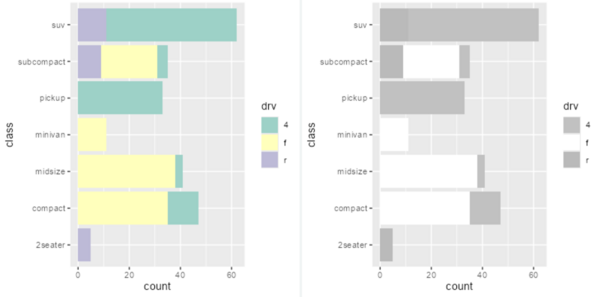 suv
subcompact
pickup
minivan
midsize
compact
2seater
class
0 20 40 60
count
drv
4
f
r
suv
subcompact
pickup
minivan
midsize
compact
2seater
class
0 20 40 60
count
drv
4
f
r